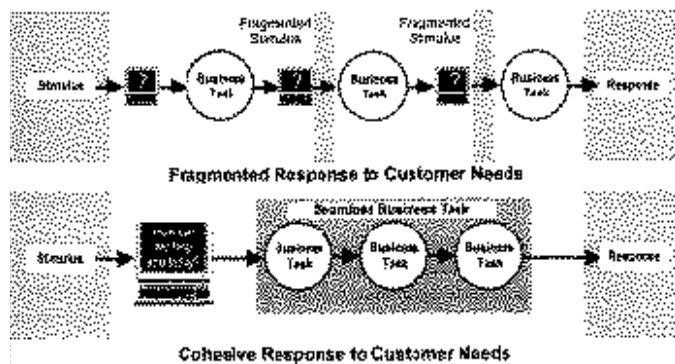 Fragmented Stimulus
Fragmented Stimulus
Stimulus
?
Business Task
?
Business Task
?
Business Task
Response
Fragmented Response to Customer Needs
Seamless Business Task
Stimulus
Business Task
Business Task
Business Task
Response
Cohesive Response to Customer Needs